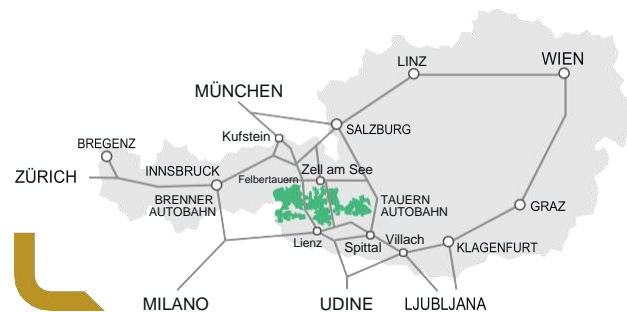 LINZ
WIEN
MÜNCHEN
Kufstein
SALZBURG
BREGENZ
ZÜRICH
INNSBRUCK
Felbertauern
Zell am See
BRENNER
AUTOBAHN
TAUERN
AUTOBAHN
GRAZ
Lienz
Spittal
Villach
KLAGENFURT
MILANO
UDINE
LJUBLJANA